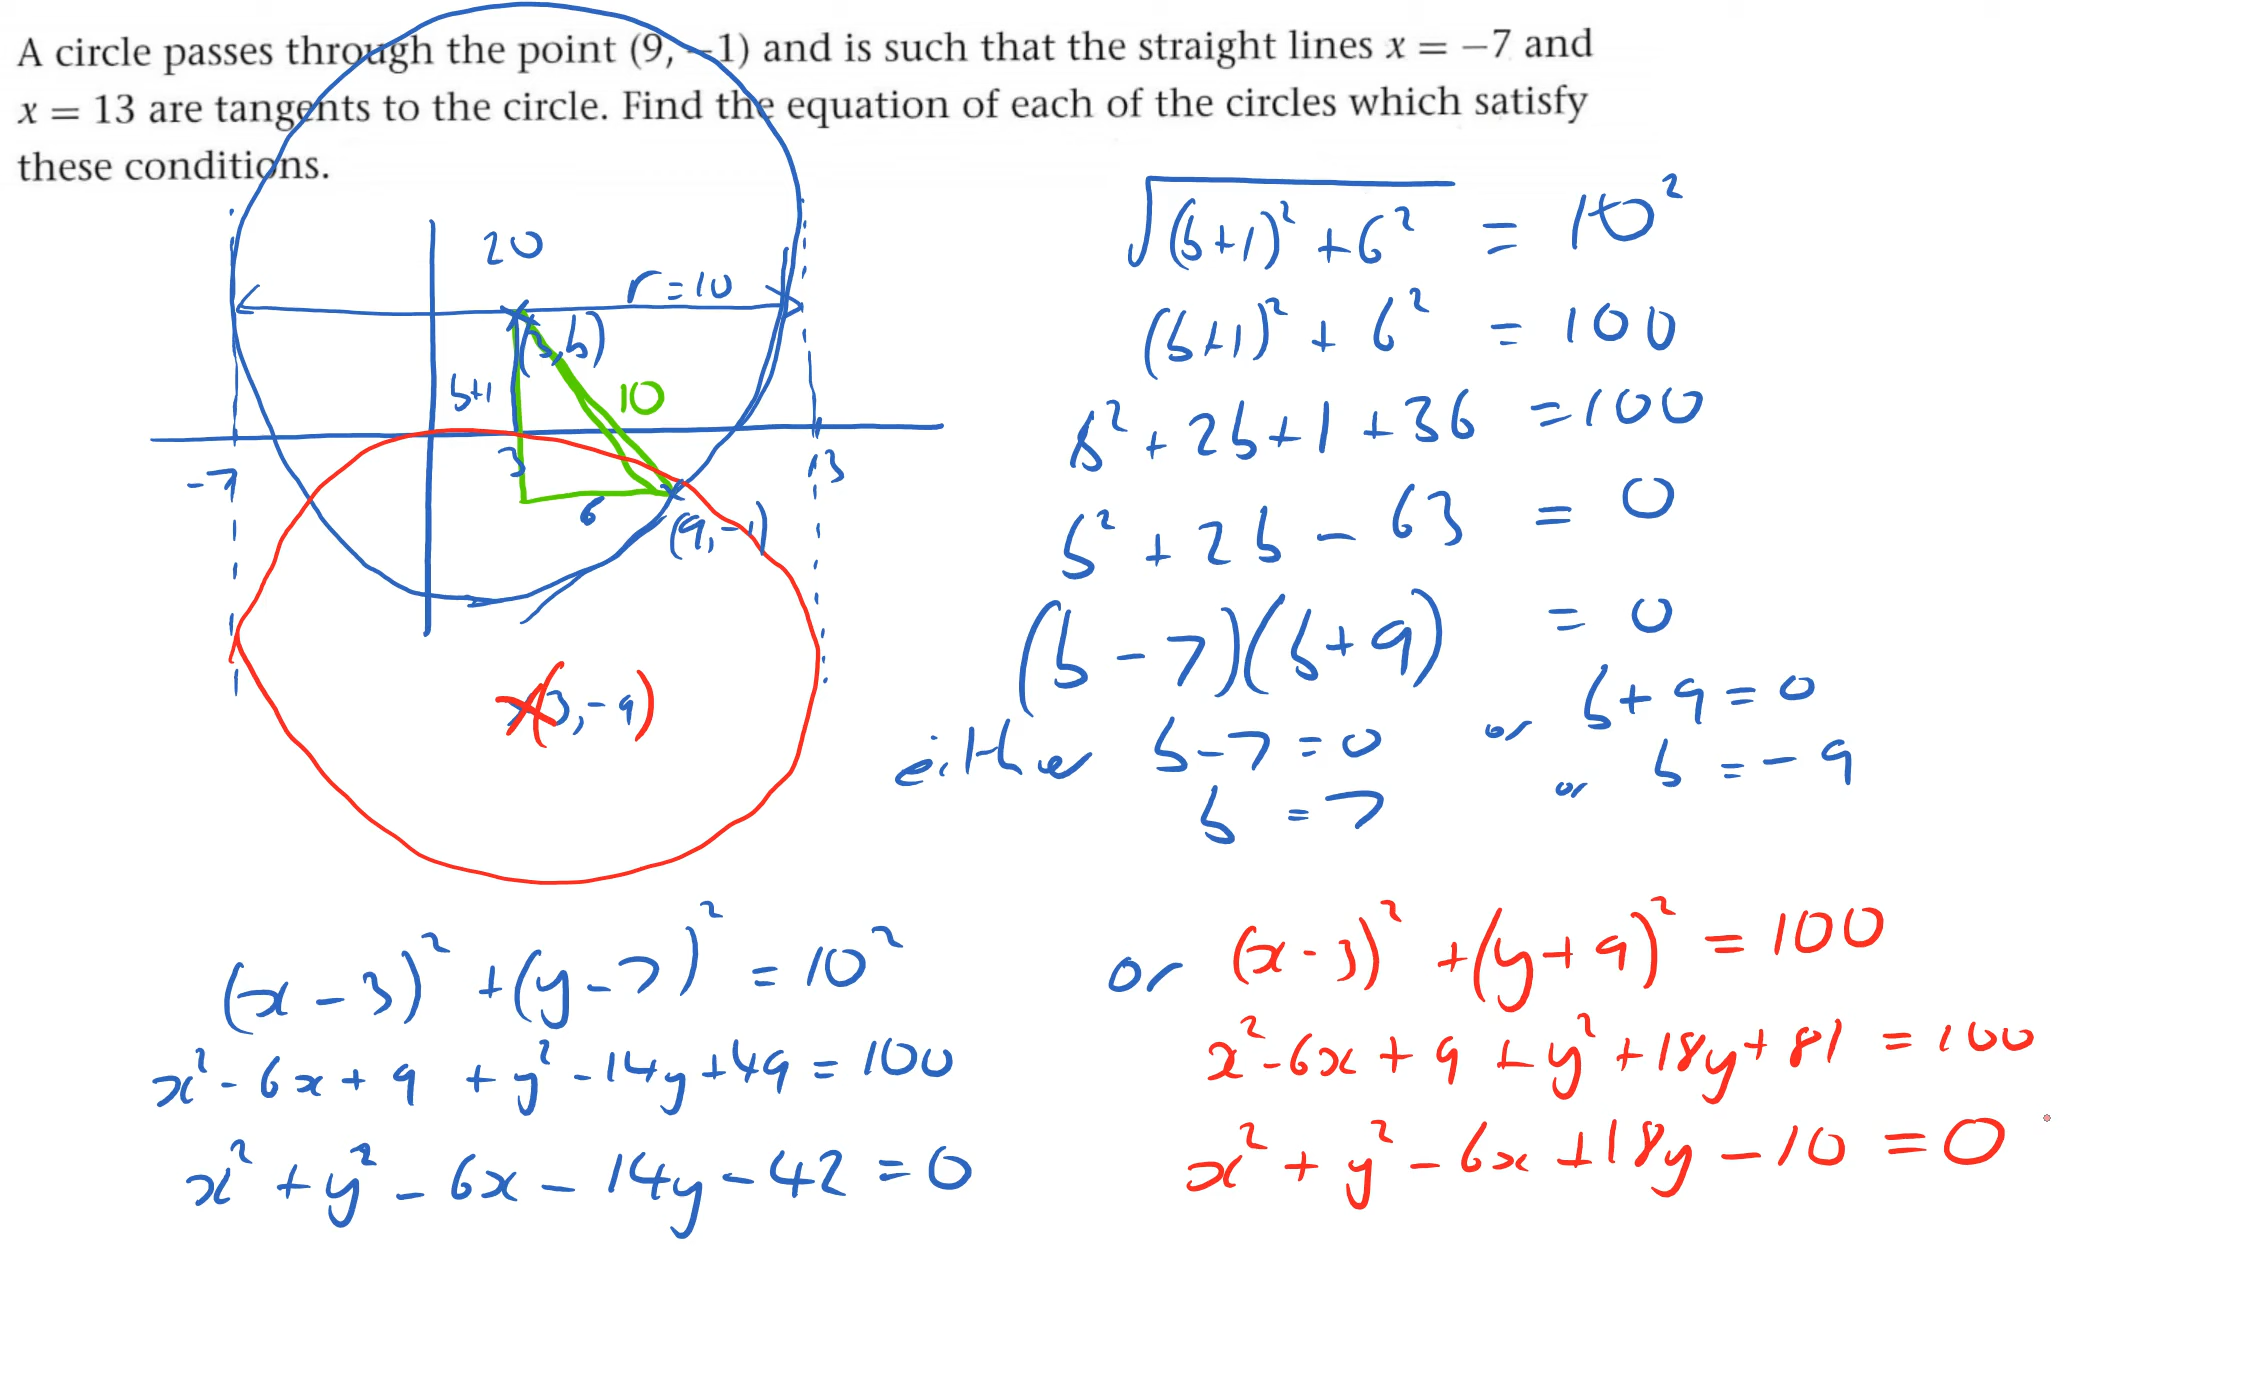 A circle passes through the point (9, −1) and is such that the straight lines x = −7 and
x = 13 are tangents to the circle. Find the equation of each of the circles which satisfy
these conditions.
20
r=10
(3,b)
b+1
10
3
-7
13
6
(9,-1)
(3,-9)
√(b+1)² + 6² = 10²
(b+1)² + 6² = 100
b² + 2b + 1 + 36 = 100
b² + 2b - 63 = 0
(b-7)(b+9) = 0
either b-7=0 or b+9=0
b = 7 or b = -9
(x-3)² + (y-7)² = 10²
x² - 6x + 9 + y² - 14y + 49 = 100
x² + y² - 6x - 14y - 42 = 0
or (x-3)² + (y+9)² = 100
x² - 6x + 9 + y² + 18y + 81 = 100
x² + y² - 6x + 18y - 10 = 0